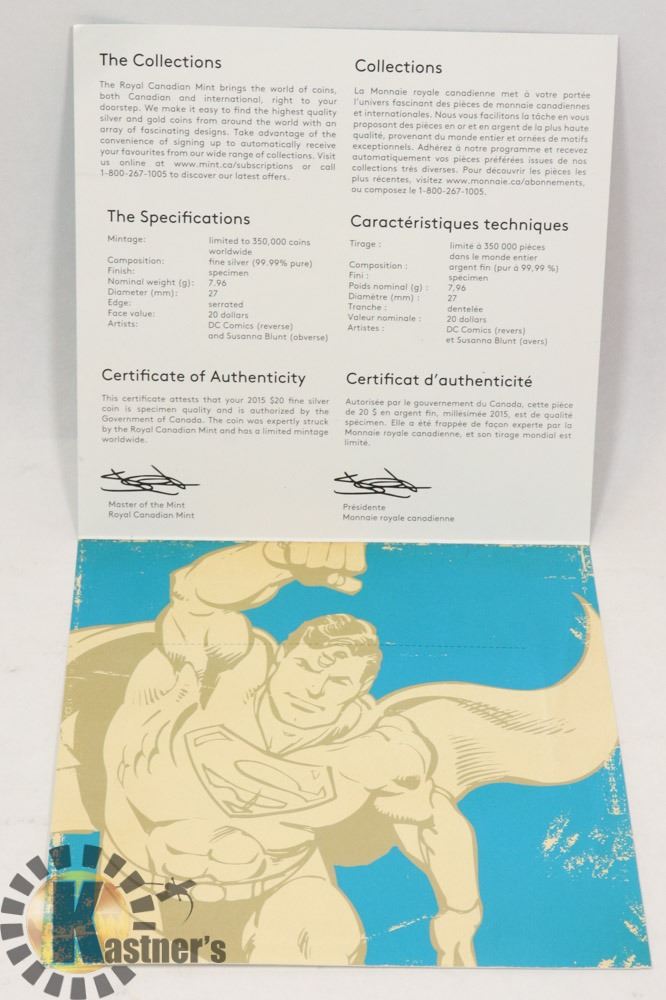 The Collections
The Royal Canadian Mint brings the world of coins,
both Canadian and international, right to your
doorstep. We make it easy to find the highest quality
silver and gold coins from around the world with an
array of fascinating designs. Take advantage of the
convenience of signing up to automatically receive
your favourites from our wide range of collections. Visit
us online at www.mint.ca/subscriptions or call
1-800-267-1005 to discover our latest offers.
Collections
La Monnaie royale canadienne met à votre portée
l'univers fascinant des pièces de monnaie canadiennes
et internationales. Nous vous facilitons la tâche en vous
proposant des pièces en or et en argent de la plus haute
qualité, provenant du monde entier et ornées de motifs
exceptionnels. Adhérez à notre programme et recevez
automatiquement vos pièces préférées issues de nos
collections très diverses. Pour découvrir les pièces les
plus récentes, visitez www.monnaie.ca/abonnements,
ou composez le 1-800-267-1005.
The Specifications
Mintage: limited to 350,000 coins
worldwide
Composition: fine silver (99.99% pure)
Finish: specimen
Nominal weight (g): 7.96
Diameter (mm): 27
Edge: serrated
Face value: 20 dollars
Artists: DC Comics (reverse)
and Susanna Blunt (obverse)
Caractéristiques techniques
Tirage : limité à 350 000 pièces
dans le monde entier
Composition : argent fin (pur à 99,99 %)
Fini : specimen
Poids nominal (g) : 7,96
Diamètre (mm) : 27
Tranche : dentelée
Valeur nominale : 20 dollars
Artistes : DC Comics (revers)
et Susanna Blunt (avers)
Certificate of Authenticity
This certificate attests that your 2015 $20 fine silver
coin is specimen quality and is authorized by the
Government of Canada. The coin was expertly struck
by the Royal Canadian Mint and has a limited mintage
worldwide.
Certificat d'authenticité
Autorisée par le gouvernement du Canada, cette pièce
de 20 $ en argent fin, millésimée 2015, est de qualité
spécimen. Elle a été frappée de façon experte par la
Monnaie royale canadienne, et son tirage mondial est
limité.
Master of the Mint
Royal Canadian Mint
Présidente
Monnaie royale canadienne
S
Kastner's